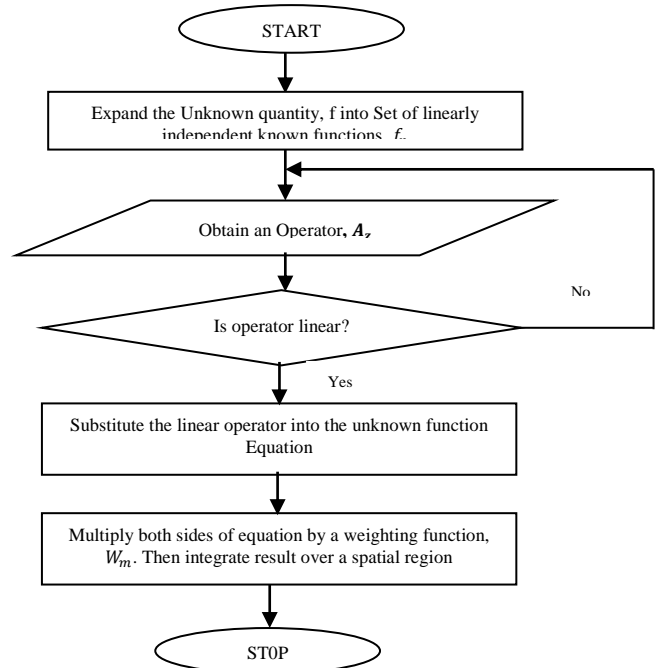 START
Expand the Unknown quantity, f into Set of linearly
independent known functions,
Obtain an Operator, A_z
No
Is operator linear?
Yes
Substitute the linear operator into the unknown function
Equation
Multiply both sides of equation by a weighting function,
W_m. Then integrate result over a spatial region
ST0P